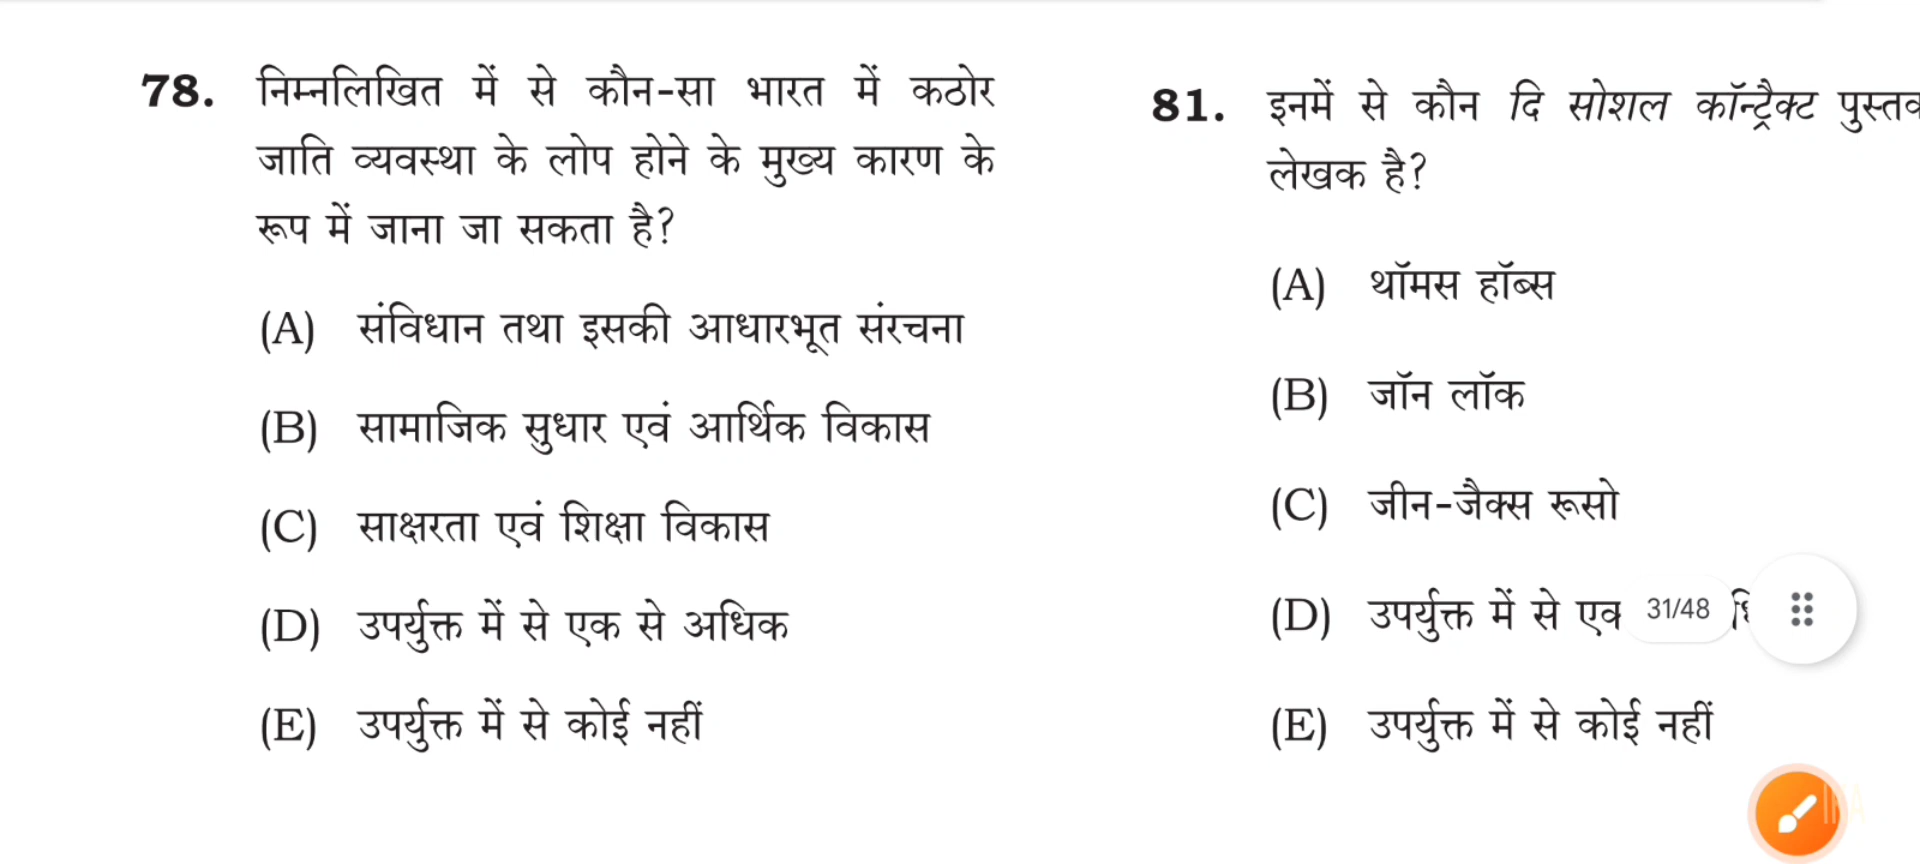 78. निम्नलिखित में से कौन-सा भारत में कठोर
जाति व्यवस्था के लोप होने के मुख्य कारण के
रूप में जाना जा सकता है?
(A) संविधान तथा इसकी आधारभूत संरचना
(B) सामाजिक सुधार एवं आर्थिक विकास
(C) साक्षरता एवं शिक्षा विकास
(D) उपर्युक्त में से एक से अधिक
(E) उपर्युक्त में से कोई नहीं
81. इनमें से कौन दि सोशल कॉन्ट्रैक्ट
लेखक है?
(A) थॉमस हॉब्स
(B) जॉन लॉक
(C) जीन-जैक्स रूसो
(D) उपर्युक्त में से
31/48
(E) उपर्युक्त में से कोई नहीं